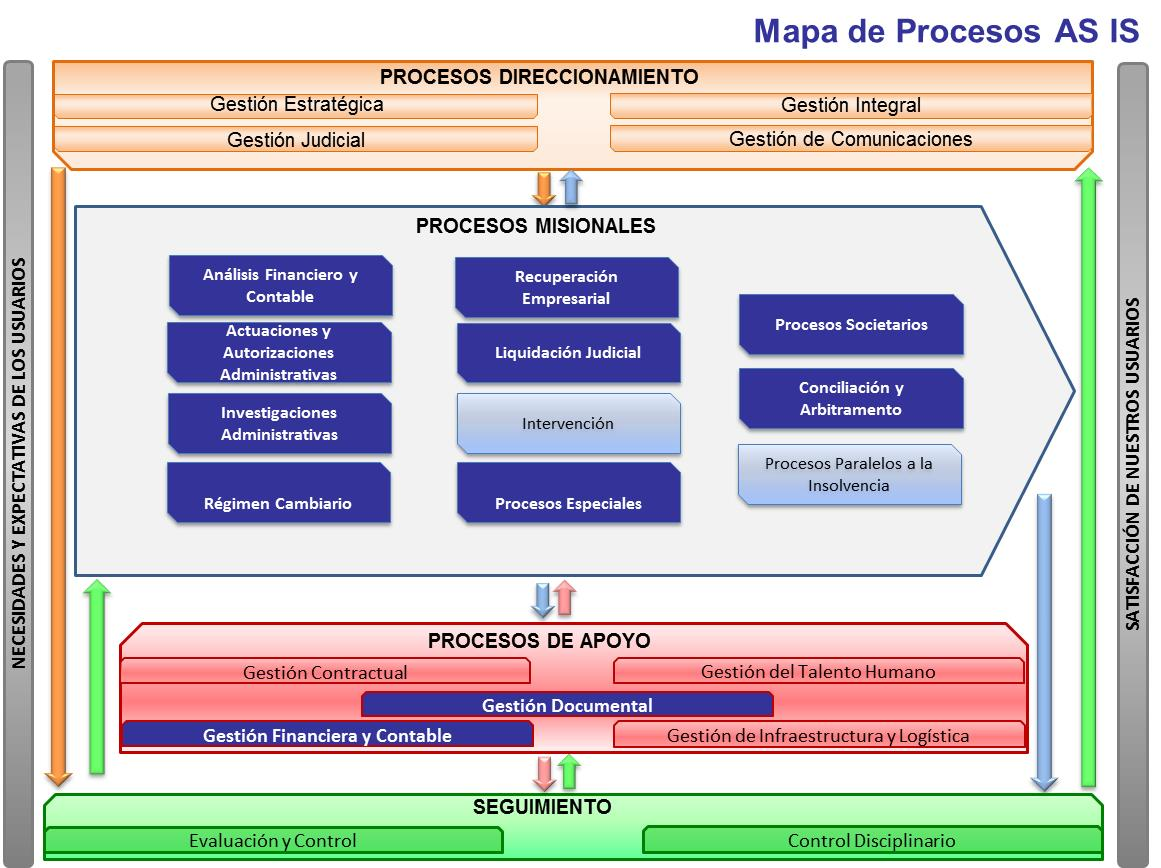 Mapa de Procesos AS IS
NECESIDADES Y EXPECTATIVAS DE LOS USUARIOS
PROCESOS DIRECCIONAMIENTO
Gestión Estratégica
Gestión Integral
Gestión Judicial
Gestión de Comunicaciones
PROCESOS MISIONALES
Análisis Financiero y
Contable
Actuaciones y
Autorizaciones
Administrativas
Investigaciones
Administrativas
Régimen Cambiario
Recuperación
Empresarial
Liquidación Judicial
Intervención
Procesos Especiales
Procesos Societarios
Conciliación y
Arbitramento
Procesos Paralelos a la
Insolvencia
PROCESOS DE APOYO
Gestión Contractual
Gestión del Talento Humano
Gestión Documental
Gestión Financiera y Contable
Gestión de Infraestructura y Logística
SEGUIMIENTO
Evaluación y Control
Control Disciplinario
SATISFACCIÓN DE NUESTROS USUARIOS